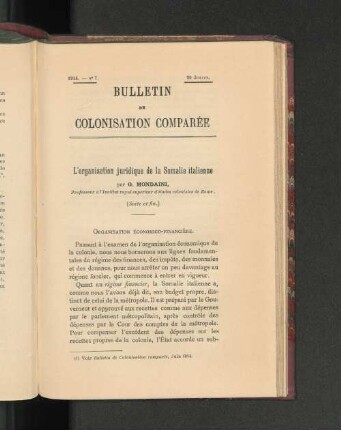 1914. — N° 7. 20 JUILLET.
BULLETIN
DE
COLONISATION COMPARÉE
L'organisation juridique de la Somalie italienne
par G. MONDAINI,
Professeur à l'Institut royal supérieur d'études coloniales de Rome.
(Suite et fin.)
ORGANISATION ÉCONOMICO-FINANCIÈRE.
Passant à l'examen de l'organisation économique de
la colonie, nous nous bornerons aux lignes fondamen-
tales du régime des finances, des impôts, des monnaies
et des douanes, pour nous arrêter un peu davantage au
régime foncier, qui commence à entrer en vigueur.
Quant au régime financier, la Somalie italienne a,
comme nous l'avons déjà dit, son budget propre, dis-
tinct de celui de la métropole. Il est préparé par le Gou-
verneur et approuvé aux recettes comme aux dépenses
par le parlement métropolitain, après contrôle des
dépenses par la Cour des comptes de la métropole.
Pour compenser l'excédent des dépenses sur les
recettes propres de la colonie, l'État accorde un sub-
(1) Voir Bulletin de Colonisation comparée, Juin 1914.